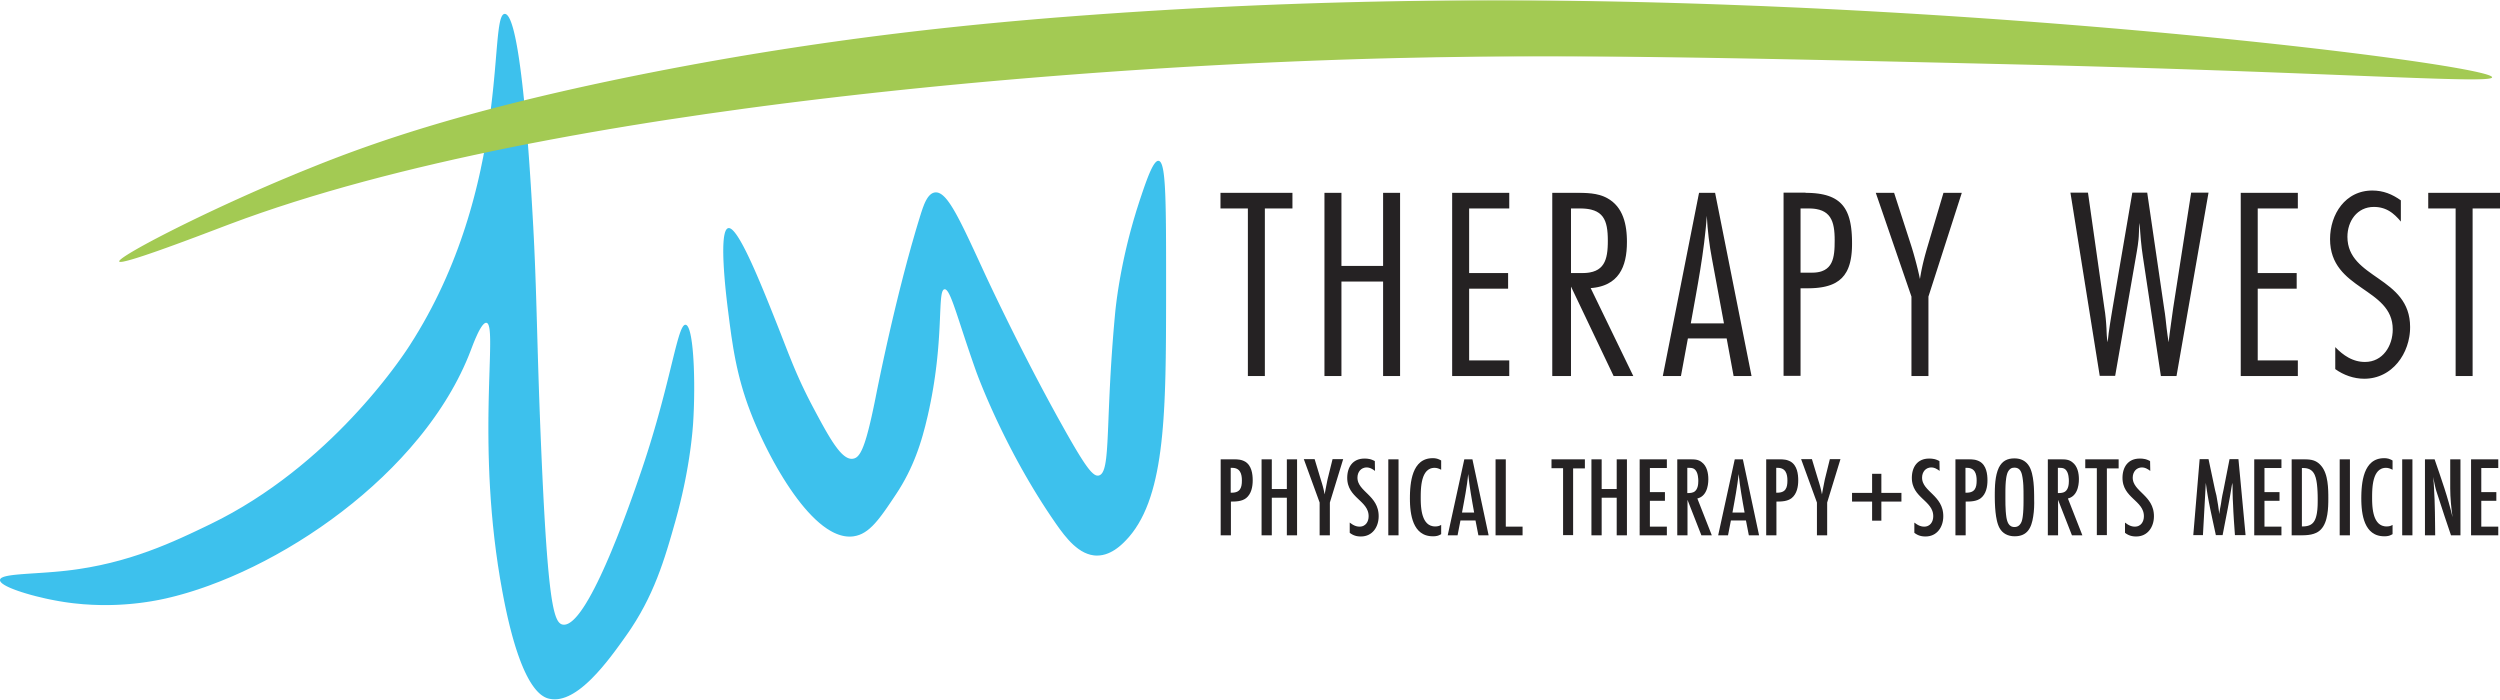 THERAPY WEST
PHYSICAL THERAPY + SPORTS MEDICINE